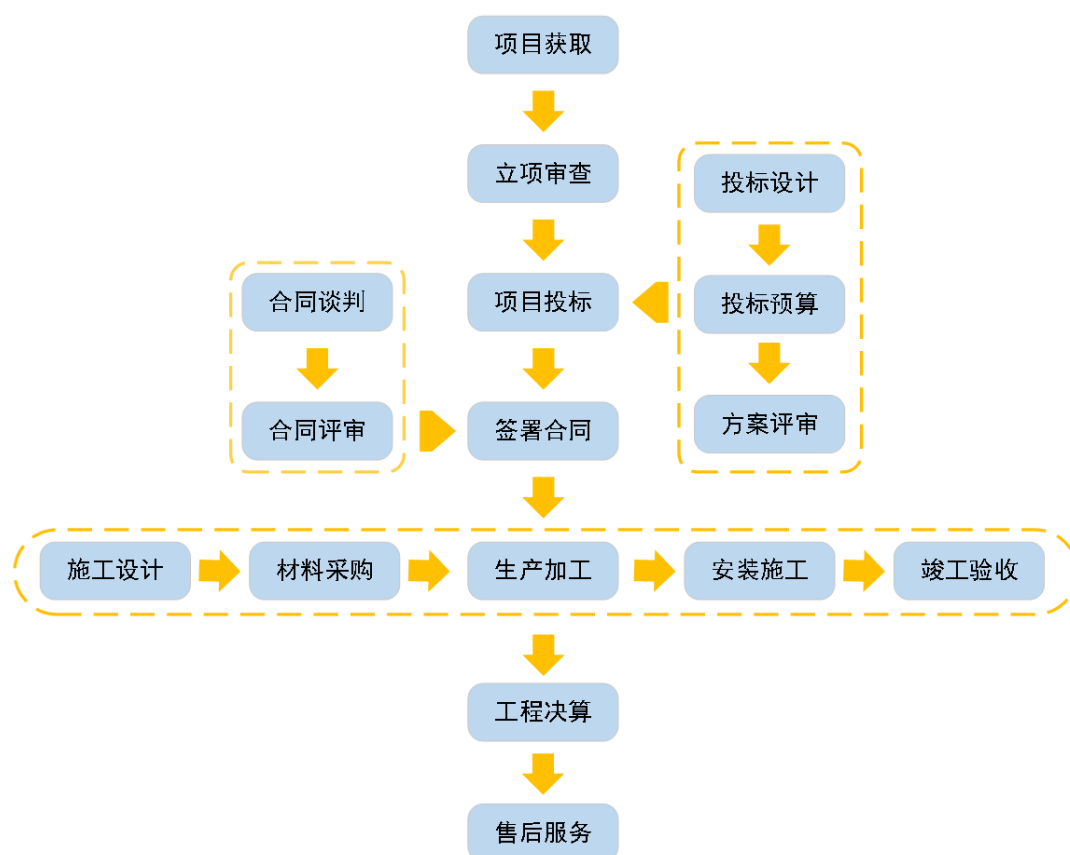 项目获取
立项审查
投标设计
合同谈判
项目投标
投标预算
合同评审
签署合同
方案评审
施工设计
材料采购
生产加工
安装施工
竣工验收
工程决算
售后服务